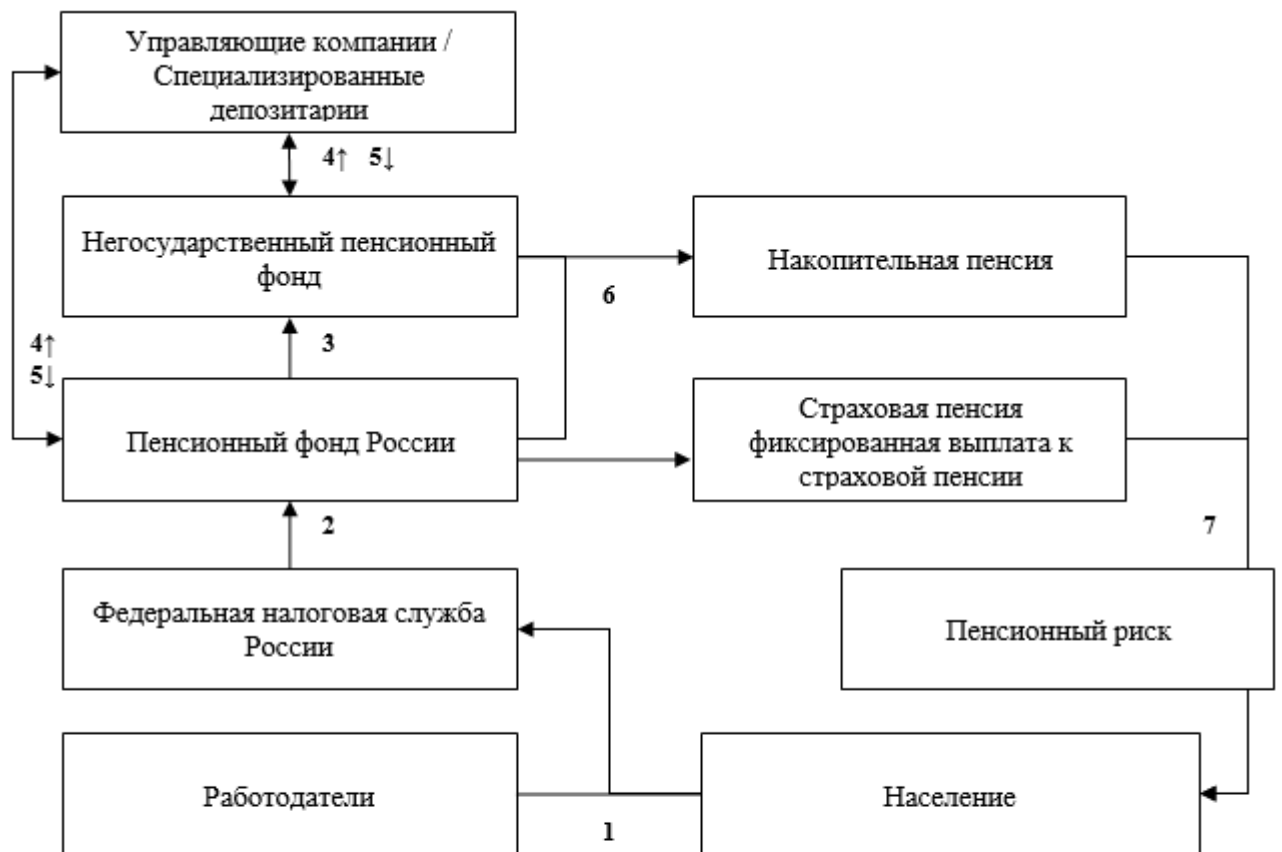 Управляющие компании /
Специализированные
депозитарии
4↑ 5↓
Негосударственный пенсионный
фонд
Накопительная пенсия
6
4↑
5↓
3
Пенсионный фонд России
Страховая пенсия
фиксированная выплата к
страховой пенсии
2
7
Федеральная налоговая служба
России
Пенсионный риск
Работодатели
Население
1